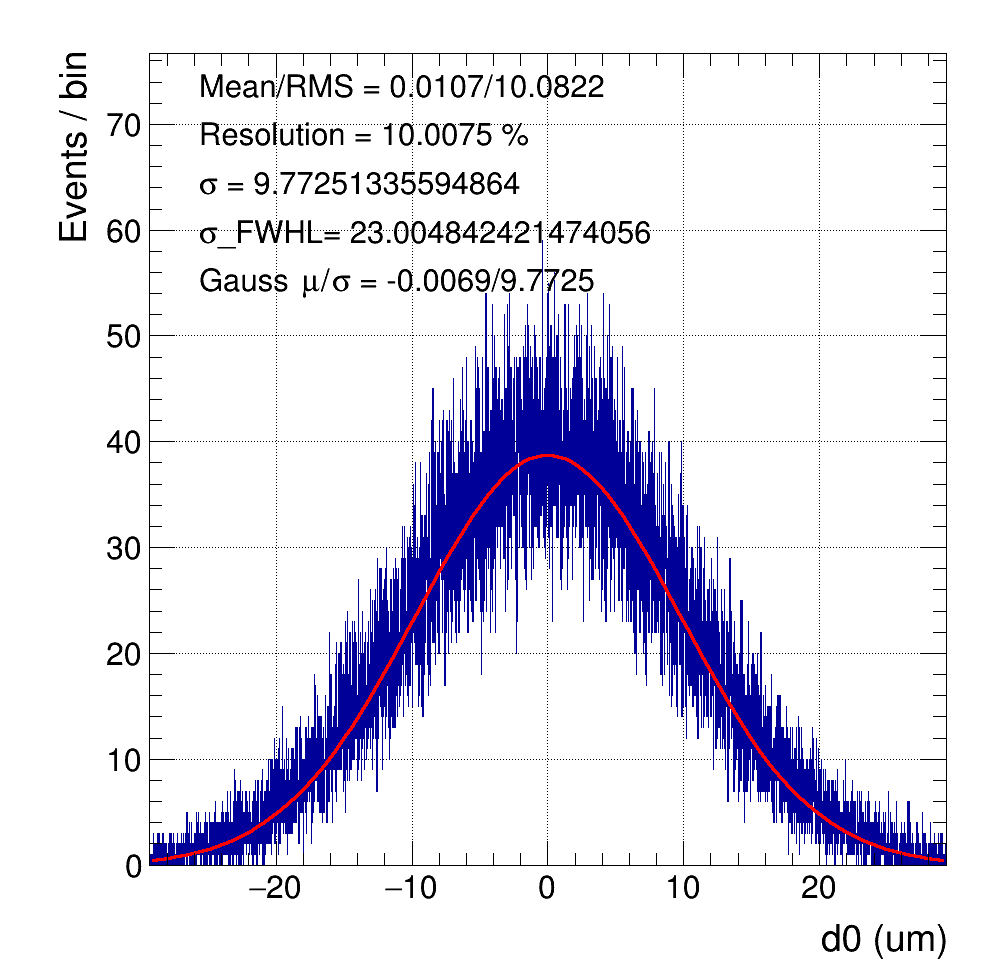 Events / bin
Mean/RMS = 0.0107/10.0822
Resolution = 10.0075 %
σ = 9.77251335594864
σ_FWHL= 23.004842421474056
Gauss μ/σ = -0.0069/9.7725
70
60
50
40
30
20
10
0
−20 −10 0 10 20
d0 (um)